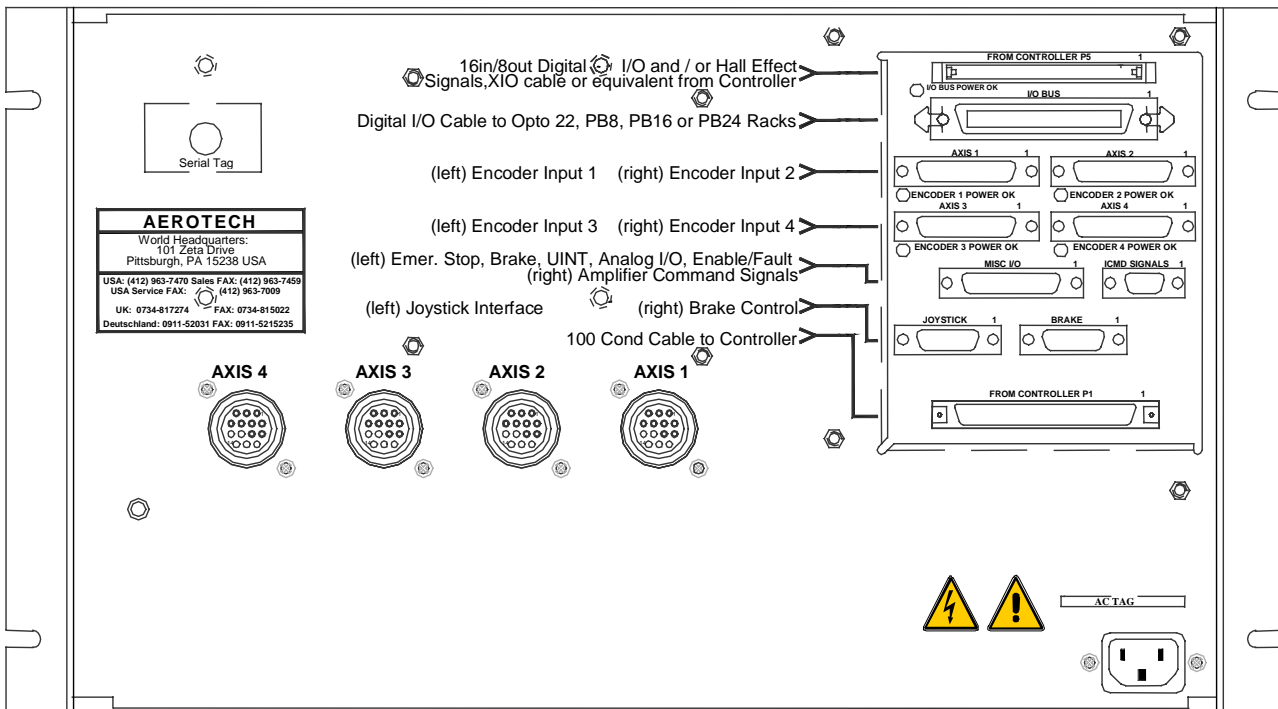 16in/8out Digital I/O and / or Hall Effect
Signals,XIO cable or equivalent from Controller
Digital I/O Cable to Opto 22, PB8, PB16 or PB24 Racks
(left) Encoder Input 1 (right) Encoder Input 2
(left) Encoder Input 3 (right) Encoder Input 4
(left) Emer. Stop, Brake, UINT, Analog I/O, Enable/Fault
(right) Amplifier Command Signals
(left) Joystick Interface (right) Brake Control
100 Cond Cable to Controller
FROM CONTROLLER P5 1
I/O BUS POWER OK
I/O BUS 1
AXIS 1 1 AXIS 2 1
ENCODER 1 POWER OK ENCODER 2 POWER OK
AXIS 3 1 AXIS 4 1
ENCODER 3 POWER OK ENCODER 4 POWER OK
MISC I/O 1 ICMD SIGNALS 1
JOYSTICK 1 BRAKE 1
FROM CONTROLLER P1 1
Serial Tag
AEROTECH
World Headquarters:
101 Zeta Drive
Pittsburgh, PA 15238 USA
USA: (412) 963-7470 Sales FAX: (412) 963-7459
USA Service FAX: (412) 963-7009
UK: 0734-817274 FAX: 0734-815022
Deutschland: 0911-52031 FAX: 0911-5215235
AXIS 4 AXIS 3 AXIS 2 AXIS 1
AC TAG